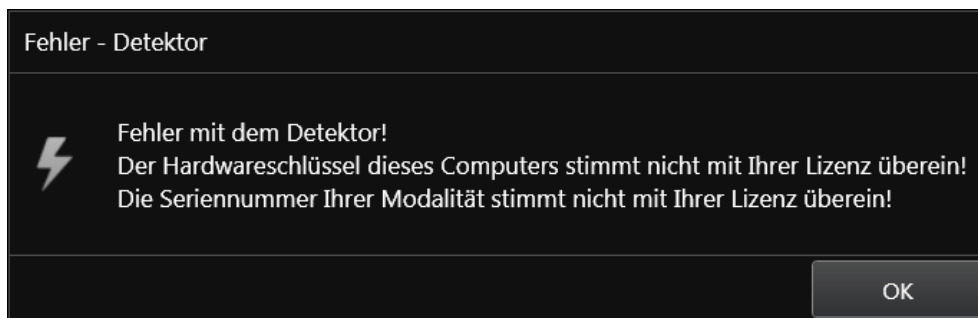 Fehler - Detektor
Fehler mit dem Detektor!
Der Hardwareschlüssel dieses Computers stimmt nicht mit Ihrer Lizenz überein!
Die Seriennummer Ihrer Modalität stimmt nicht mit Ihrer Lizenz überein!
OK